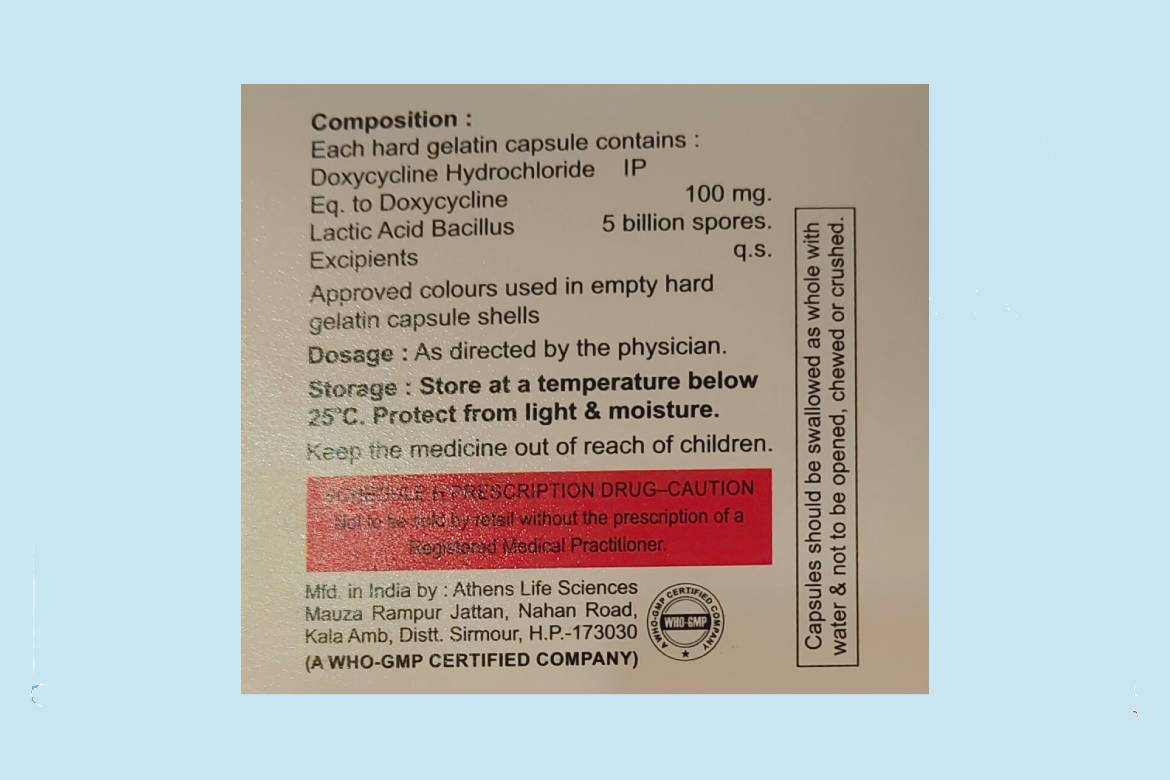 Composition :
Each hard gelatin capsule contains :
Doxycycline Hydrochloride IP
Eq. to Doxycycline 100 mg.
Lactic Acid Bacillus 5 billion spores.
Excipients q.s.
Approved colours used in empty hard
gelatin capsule shells
Dosage : As directed by the physician.
Storage : Store at a temperature below
25°C. Protect from light & moisture.
Keep the medicine out of reach of children.
SCHEDULE H PRESCRIPTION DRUG–CAUTION
Not to be sold by retail without the prescription of a
Registered Medical Practitioner.
Mfd. in India by : Athens Life Sciences
Mauza Rampur Jattan, Nahan Road,
Kala Amb, Distt. Sirmour, H.P.-173030
(A WHO-GMP CERTIFIED COMPANY)
A WHO-GMP CERTIFIED COMPANY
WHO-GMP
Capsules should be swallowed as whole with
water & not to be opened, chewed or crushed.